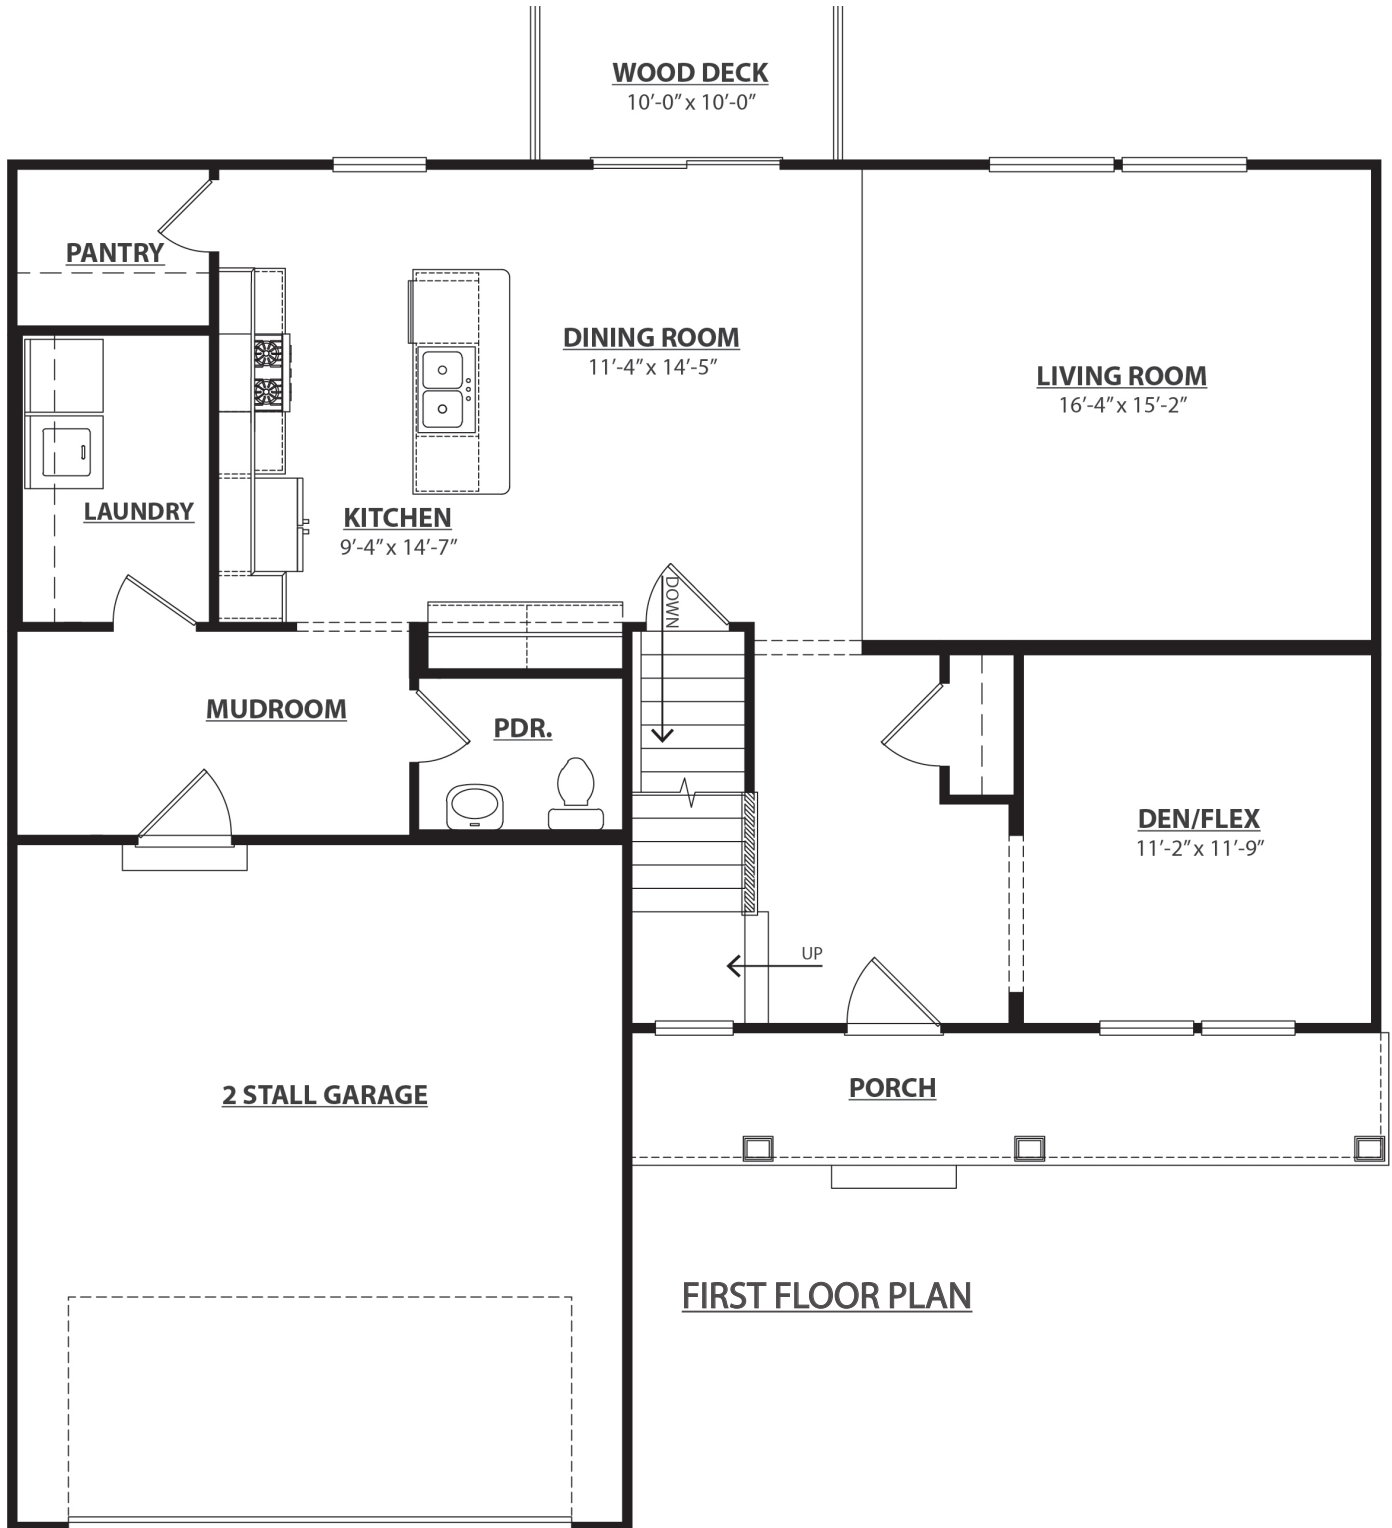 WOOD DECK
10’-0” x 10’-0”
PANTRY
DINING ROOM
11’-4” x 14’-5”
LIVING ROOM
16’-4” x 15’-2”
LAUNDRY
KITCHEN
9’-4” x 14’-7”
DOWN
MUDROOM
PDR.
DEN/FLEX
11’-2” x 11’-9”
UP
2 STALL GARAGE
PORCH
FIRST FLOOR PLAN